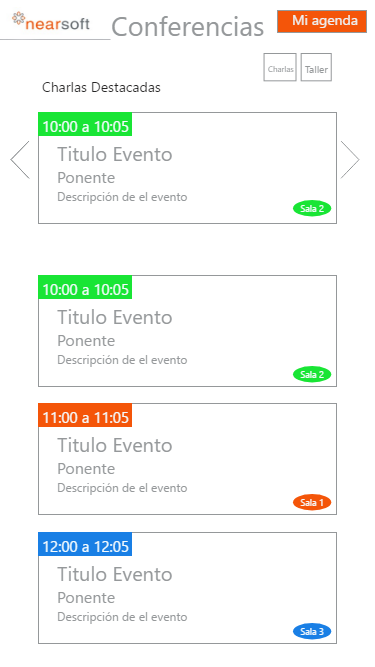 nearsoft
Conferencias
Mi agenda
Charlas
Taller
Charlas Destacadas
10:00 a 10:05
Titulo Evento
Ponente
Descripción de el evento
Sala 2
10:00 a 10:05
Titulo Evento
Ponente
Descripción de el evento
Sala 2
11:00 a 11:05
Titulo Evento
Ponente
Descripción de el evento
Sala 1
12:00 a 12:05
Titulo Evento
Ponente
Descripción de el evento
Sala 3